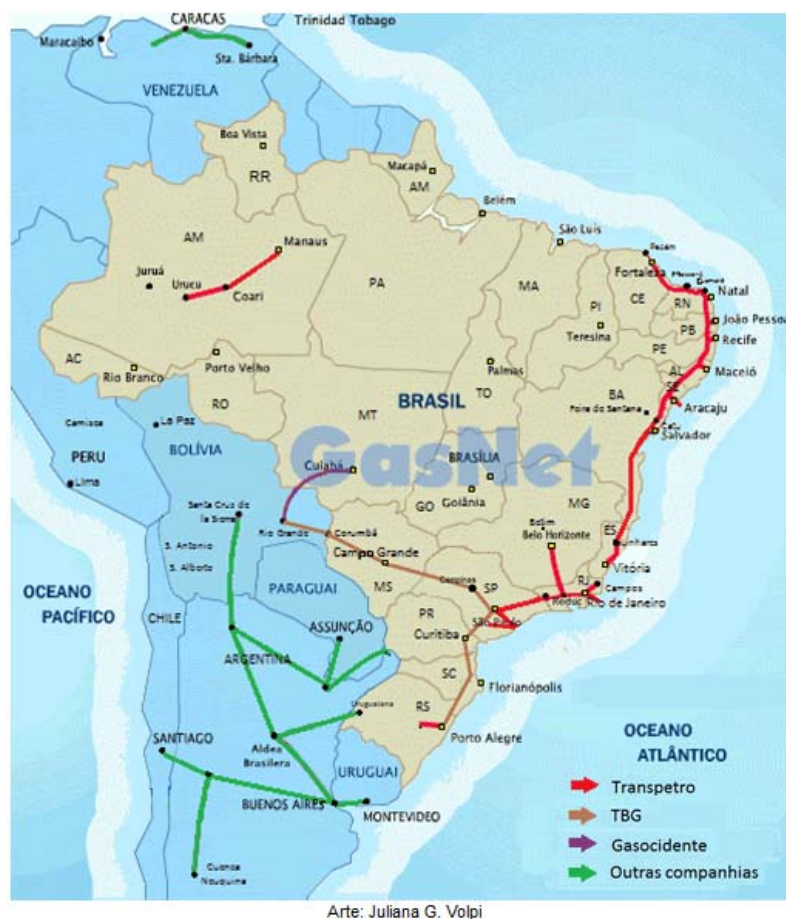 CARACAS
Trinidad Tobago
Maracaibo
Sta. Bárbara
VENEZUELA
Boa Vista
RR
Macapá
AM
Belém
São Luís
AM
Manaus
Juruá
Urucu
Coari
PA
MA
Fortaleza
CE
RN
Natal
PI
Teresina
PB
João Pessoa
PE
Recife
AC
Rio Branco
Porto Velho
RO
Palmas
TO
AL
SE
Maceió
Aracaju
BRASIL
MT
BA
Feira de Santana
Catu
Salvador
La Paz
BOLÍVIA
PERU
Lima
GasNet
Cuiabá
BRASÍLIA
Goiânia
GO
MG
Santa Cruz de
la Sierra
Rio Grande
Corumbá
Betim
Belo Horizonte
ES
Vitória
S. Antonio
S. Alberto
Campo Grande
MS
SP
RJ
Campos
Reduc
Rio de Janeiro
São Paulo
OCEANO
PACÍFICO
PARAGUAI
CHILE
PR
Curitiba
ASSUNÇÃO
ARGENTINA
SC
Florianópolis
RS
Uruguaiana
Porto Alegre
SANTIAGO
Aldea
Brasilera
URUGUAI
BUENOS AIRES
MONTEVIDEO
OCEANO
ATLÂNTICO
Transpetro
TBG
Gasocidente
Outras companhias
Arte: Juliana G. Volpi